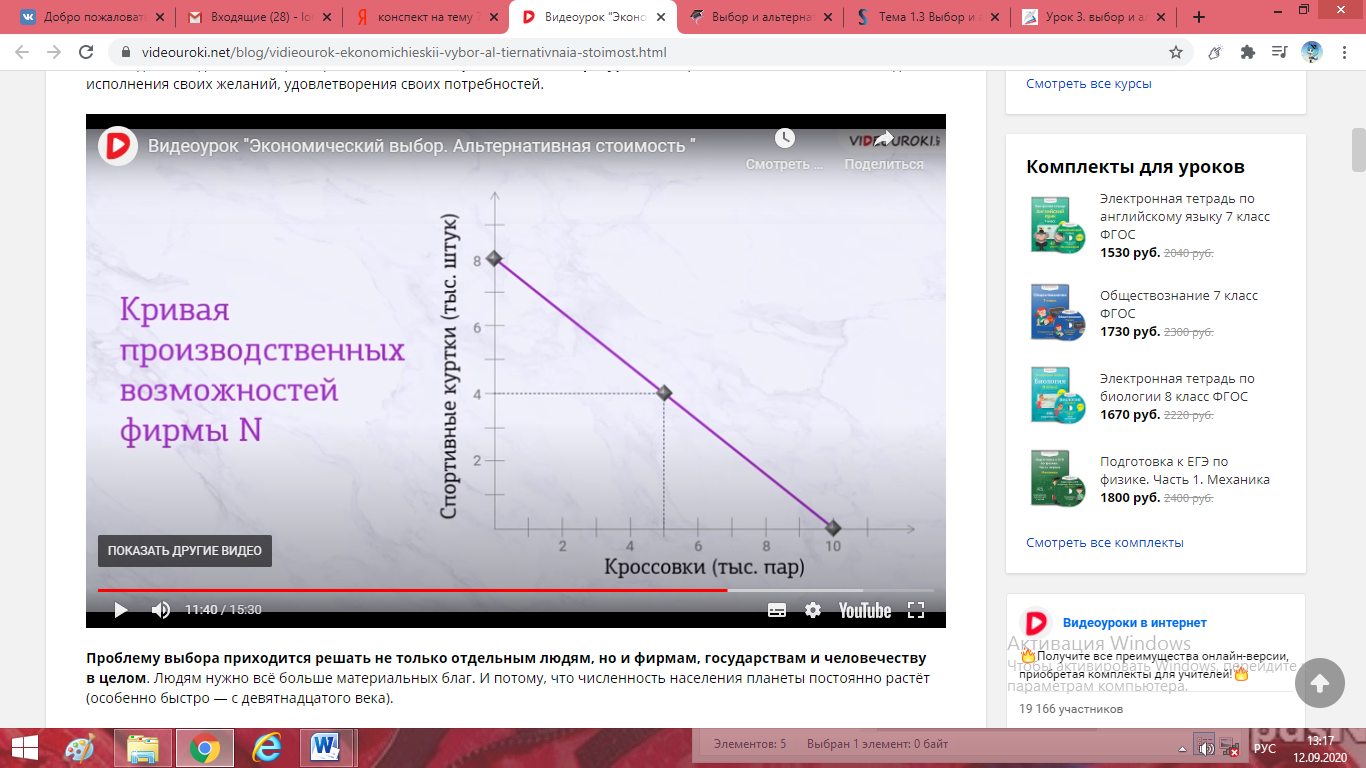 Добро пожаловат
Входящие (28) - lo
конспект на тему
Видеоурок "Эконо
Выбор и альтерна
Тема 1.3 Выбор и
Урок 3. выбор и а
videouroki.net/blog/vidieourok-ekonomichieskii-vybor-al-tiernativnaia-stoimost.html
исполнения своих желаний, удовлетворения своих потребностей.
Видеоурок "Экономический выбор. Альтернативная стоимость "
Смотреть ...
Поделиться
VIDEOUROKI
Кривая
производственных
возможностей
фирмы N
Спортивные куртки (тыс. штук)
8
6
4
2
2 4 6 8 10
Кроссовки (тыс. пар)
ПОКАЗАТЬ ДРУГИЕ ВИДЕО
11:40 / 15:30
YouTube
Проблему выбора приходится решать не только отдельным людям, но и фирмам, государствам и человечеству
в целом. Людям нужно всё больше материальных благ. И потому, что численность населения планеты постоянно растёт
(особенно быстро — с девятнадцатого века).
Смотреть все курсы
Комплекты для уроков
Электронная тетрадь по
английскому языку 7 класс
ФГОС
1530 руб. 2040 руб.
Обществознание 7 класс
ФГОС
1730 руб. 2300 руб.
Электронная тетрадь по
биологии 8 класс ФГОС
1670 руб. 2220 руб.
Подготовка к ЕГЭ по
физике. Часть 1. Механика
1800 руб. 2400 руб.
Смотреть все комплекты
Видеоуроки в интернет
Активация Windows
🔥Получите все преимущества онлайн-версии,
Чтобы активировать Windows, перейдите
приобретая комплекты для учителей!🔥
параметрам компьютера.
19 166 участников
Элементов: 5 Выбран 1 элемент: 0 байт
РУС
13:17
12.09.2020